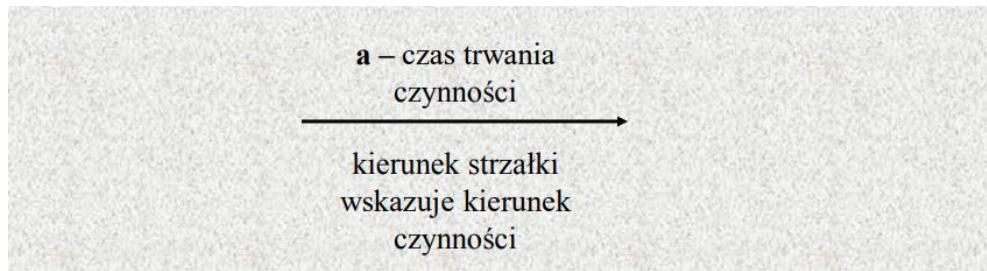 a – czas trwania
czynności
kierunek strzałki
wskazuje kierunek
czynności